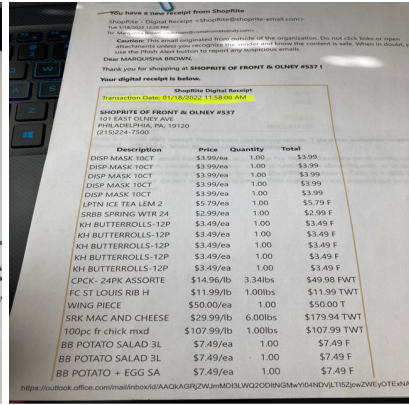 You have a new receipt from ShopRite
ShopRite - Digital Receipt <ShopRite@shoprite-email.com>
Tue 1/18/2022
To:
Caution: This email originated from outside of the organization. Do not click links or open
attachments unless you recognize the sender and know the content is safe. When in doubt,
use the Phish Alert button to report any suspicious emails.
Dear MARQUISHA BROWN,
Thank you for shopping at SHOPRITE OF FRONT & OLNEY #537 !
Your digital receipt is below.
ShopRite Digital Receipt
Transaction Date: 01/18/2022 11:58:00 AM
SHOPRITE OF FRONT & OLNEY #537
101 EAST OLNEY AVE
PHILADELPHIA, PA, 19120
(215)224-7500
Description Price Quantity Total
DISP MASK 10CT $3.99/ea 1.00 $3.99
DISP MASK 10CT $3.99/ea 1.00 $3.99
DISP MASK 10CT $3.99/ea 1.00 $3.99
DISP MASK 10CT $3.99/ea 1.00 $3.99
DISP MASK 10CT $3.99/ea 1.00 $3.99
LPTN ICE TEA LEM 2 $5.79/ea 1.00 $5.79 F
SRBB SPRING WTR 24 $2.99/ea 1.00 $2.99 F
KH BUTTERROLLS-12P $3.49/ea 1.00 $3.49 F
KH BUTTERROLLS-12P $3.49/ea 1.00 $3.49 F
KH BUTTERROLLS-12P $3.49/ea 1.00 $3.49 F
KH BUTTERROLLS-12P $3.49/ea 1.00 $3.49 F
KH BUTTERROLLS-12P $3.49/ea 1.00 $3.49 F
CPCK- 24PK ASSORTE $14.96/lb 3.34lbs $49.98 FWT
FC ST LOUIS RIB H $11.99/lb 1.00lbs $11.99 TWT
WING PIECE $50.00/ea 1.00 $50.00 T
SRK MAC AND CHEESE $29.99/lb 6.00lbs $179.94 TWT
100pc fr chick mxd $107.99/lb 1.00lbs $107.99 TWT
BB POTATO SALAD 3L $7.49/ea 1.00 $7.49 F
BB POTATO SALAD 3L $7.49/ea 1.00 $7.49 F
BB POTATO + EGG SA $7.49/ea 1.00 $7.49 F